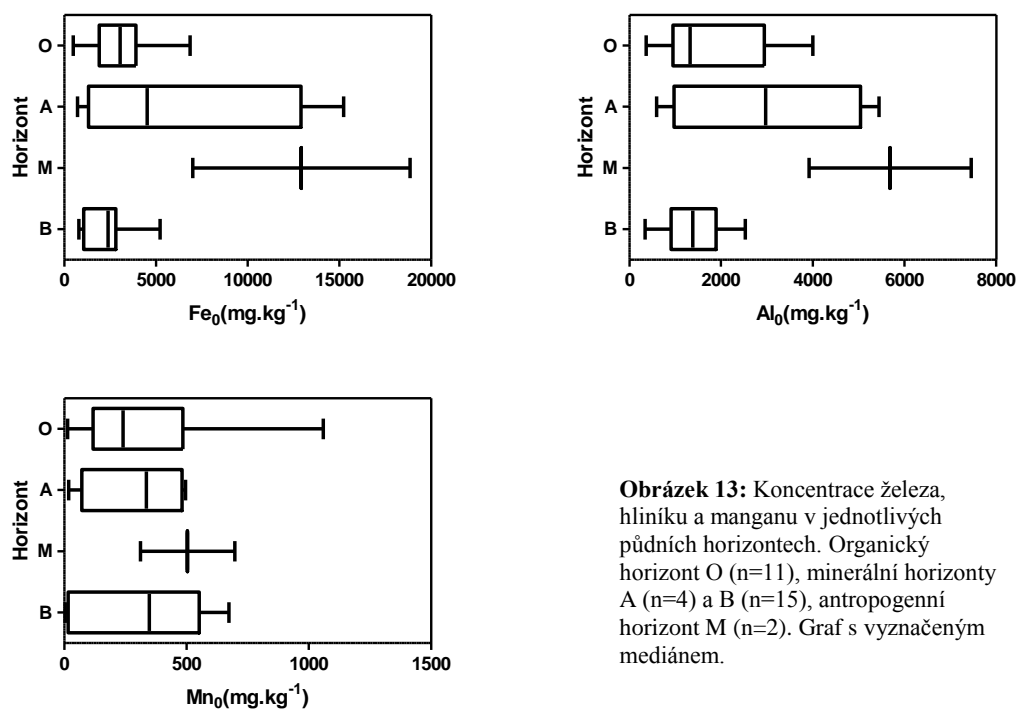 O
A
M
B
Horizont
0 5000 10000 15000 20000
Fe₀(mg.kg⁻¹)
O
A
M
B
Horizont
0 2000 4000 6000 8000
Al₀(mg.kg⁻¹)
O
A
M
B
Horizont
0 500 1000 1500
Mn₀(mg.kg⁻¹)
Obrázek 13: Koncentrace železa,
hliníku a manganu v jednotlivých
půdních horizontech. Organický
horizont O (n=11), minerální horizonty
A (n=4) a B (n=15), antropogenní
horizont M (n=2). Graf s vyznačeným
mediánem.